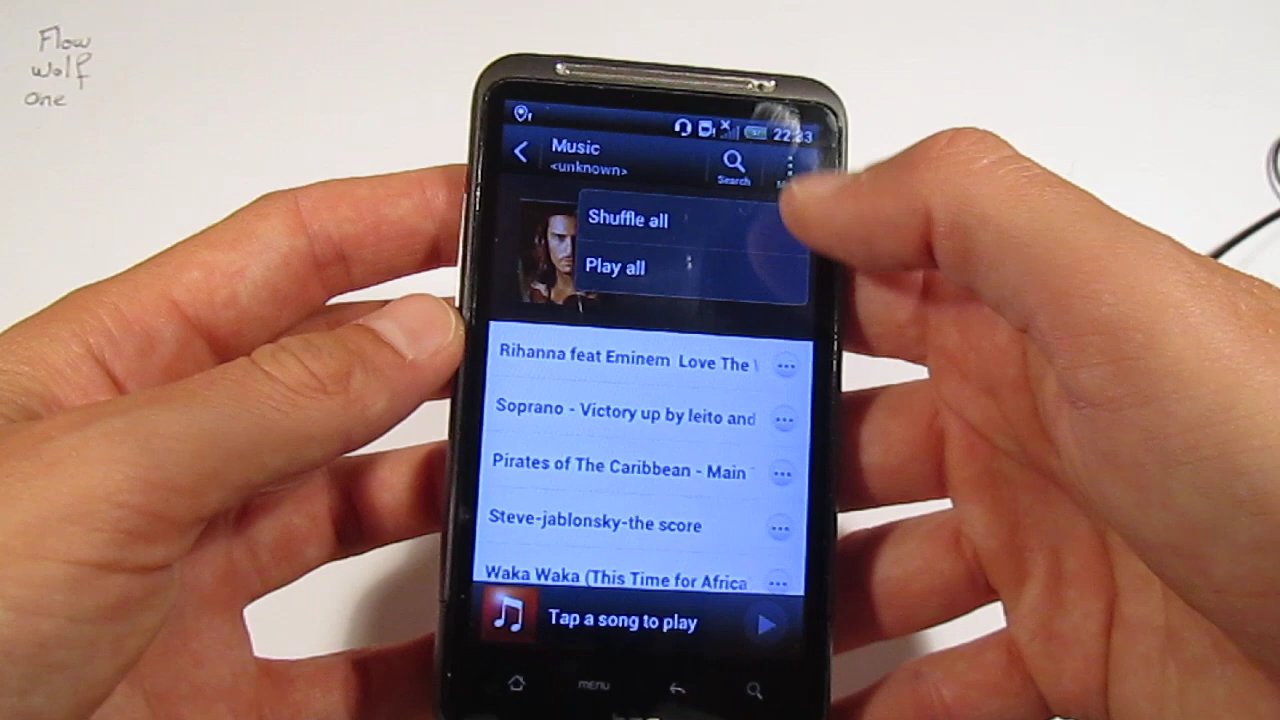 Flow
wolf
one
22:33
Music
<unknown>
Search
Shuffle all
Play all
Rihanna feat Eminem Love The
Soprano - Victory up by leito and
Pirates of The Caribbean - Main
Steve-jablonsky-the score
Waka Waka (This Time for Africa
Tap a song to play
MENU